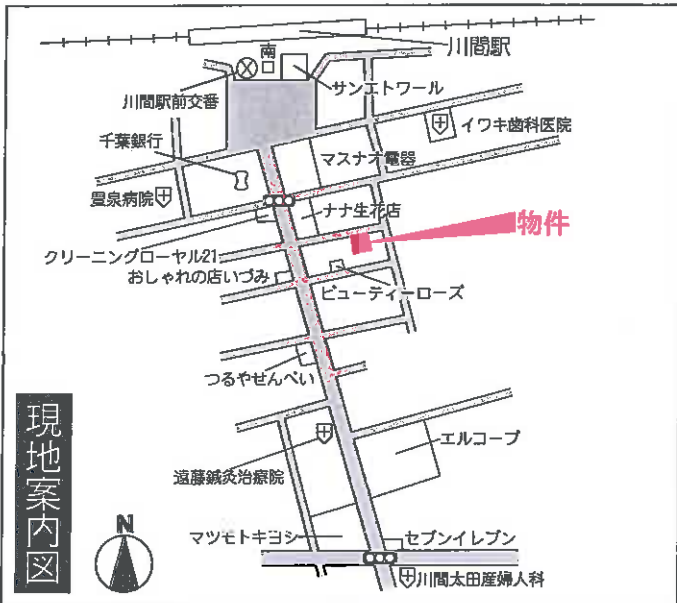 川間駅
南
サンエトワール
川間駅前交番
イワキ歯科医院
千葉銀行
マスナオ電器
豊泉病院
ナナ生花店
物件
クリーニングローヤル21
おしゃれの店いづみ
ビューティーローズ
つるやせんべい
現地案内図
エルコープ
遠藤鍼灸治療院
N
マツモトキヨシ
セブンイレブン
川間太田産婦人科